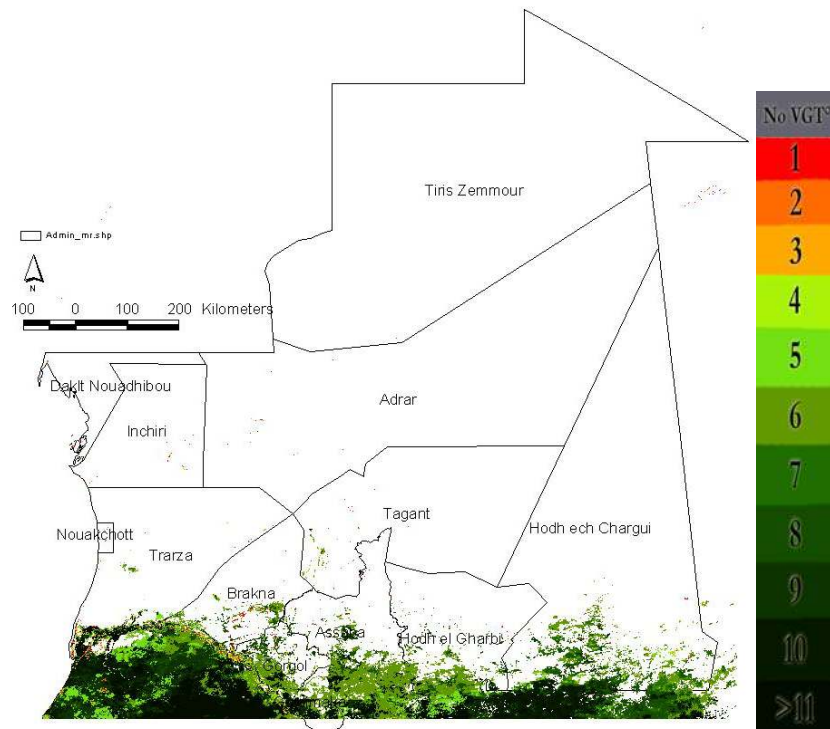 Tiris Zemmour
Admin_mr.shp
N
100 0 100 200 Kilometers
Daklt Nouadhibou
Inchiri
Adrar
Tagant
Nouakchott
Trarza
Hodh ech Chargui
Brakna
Assaba
Hodh el Gharbi
Gorgol
No VGT°
1
2
3
4
5
6
7
8
9
10
>11